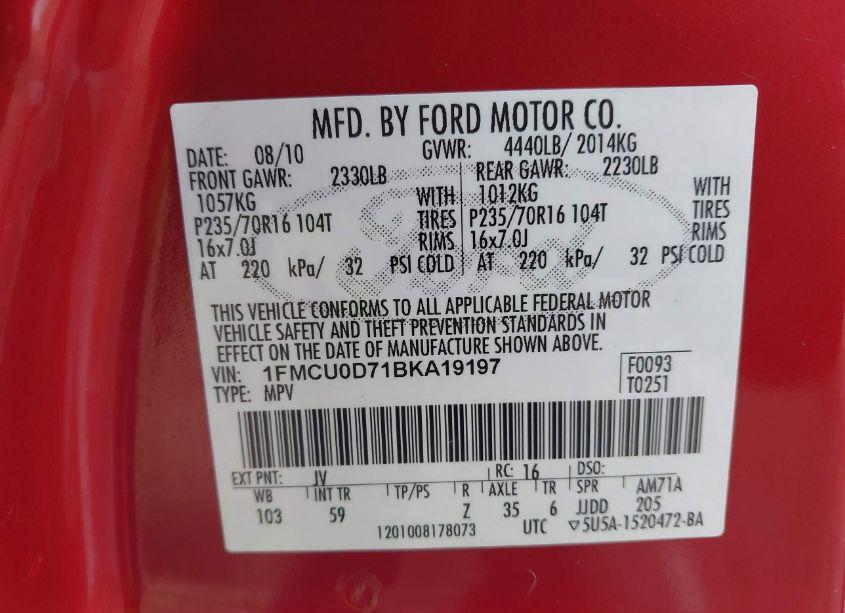 MFD. BY FORD MOTOR CO.
DATE: 08/10 GVWR: 4440LB/ 2014KG
FRONT GAWR: 2330LB REAR GAWR: 2230LB
1057KG WITH 1012KG WITH
P235/70R16 104T TIRES P235/70R16 104T TIRES
16x7.0J RIMS 16x7.0J RIMS
AT 220 kPa/ 32 PSI COLD AT 220 kPa/ 32 PSI COLD
THIS VEHICLE CONFORMS TO ALL APPLICABLE FEDERAL MOTOR
VEHICLE SAFETY AND THEFT PREVENTION STANDARDS IN
EFFECT ON THE DATE OF MANUFACTURE SHOWN ABOVE.
VIN: 1FMCU0D71BKA19197 F0093
TYPE: MPV T0251
EXT PNT: JV RC: 16 DSO:
WB INT TR TP/PS R AXLE TR SPR AM71A
103 59 Z 35 6 JJDD 205
1201008178073 UTC ▽5U5A-1520472-BA
Ford